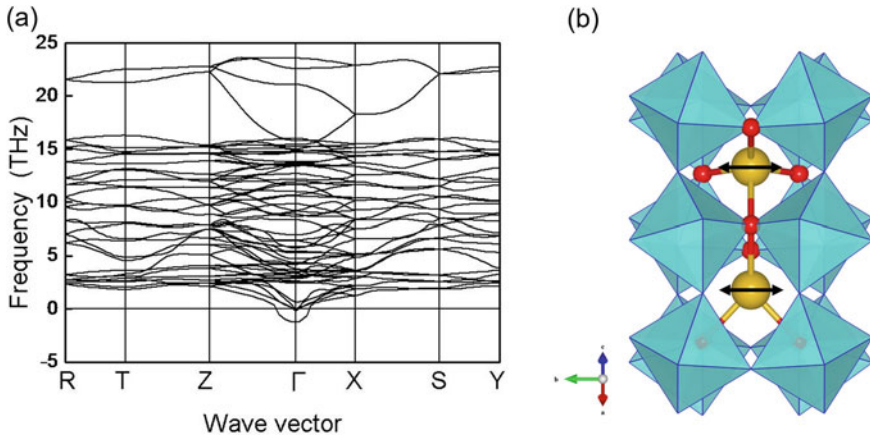 (a)
25
20
15
10
5
0
-5
Frequency (THz)
R T Z Γ X S Y
Wave vector
(b)
c
b
a